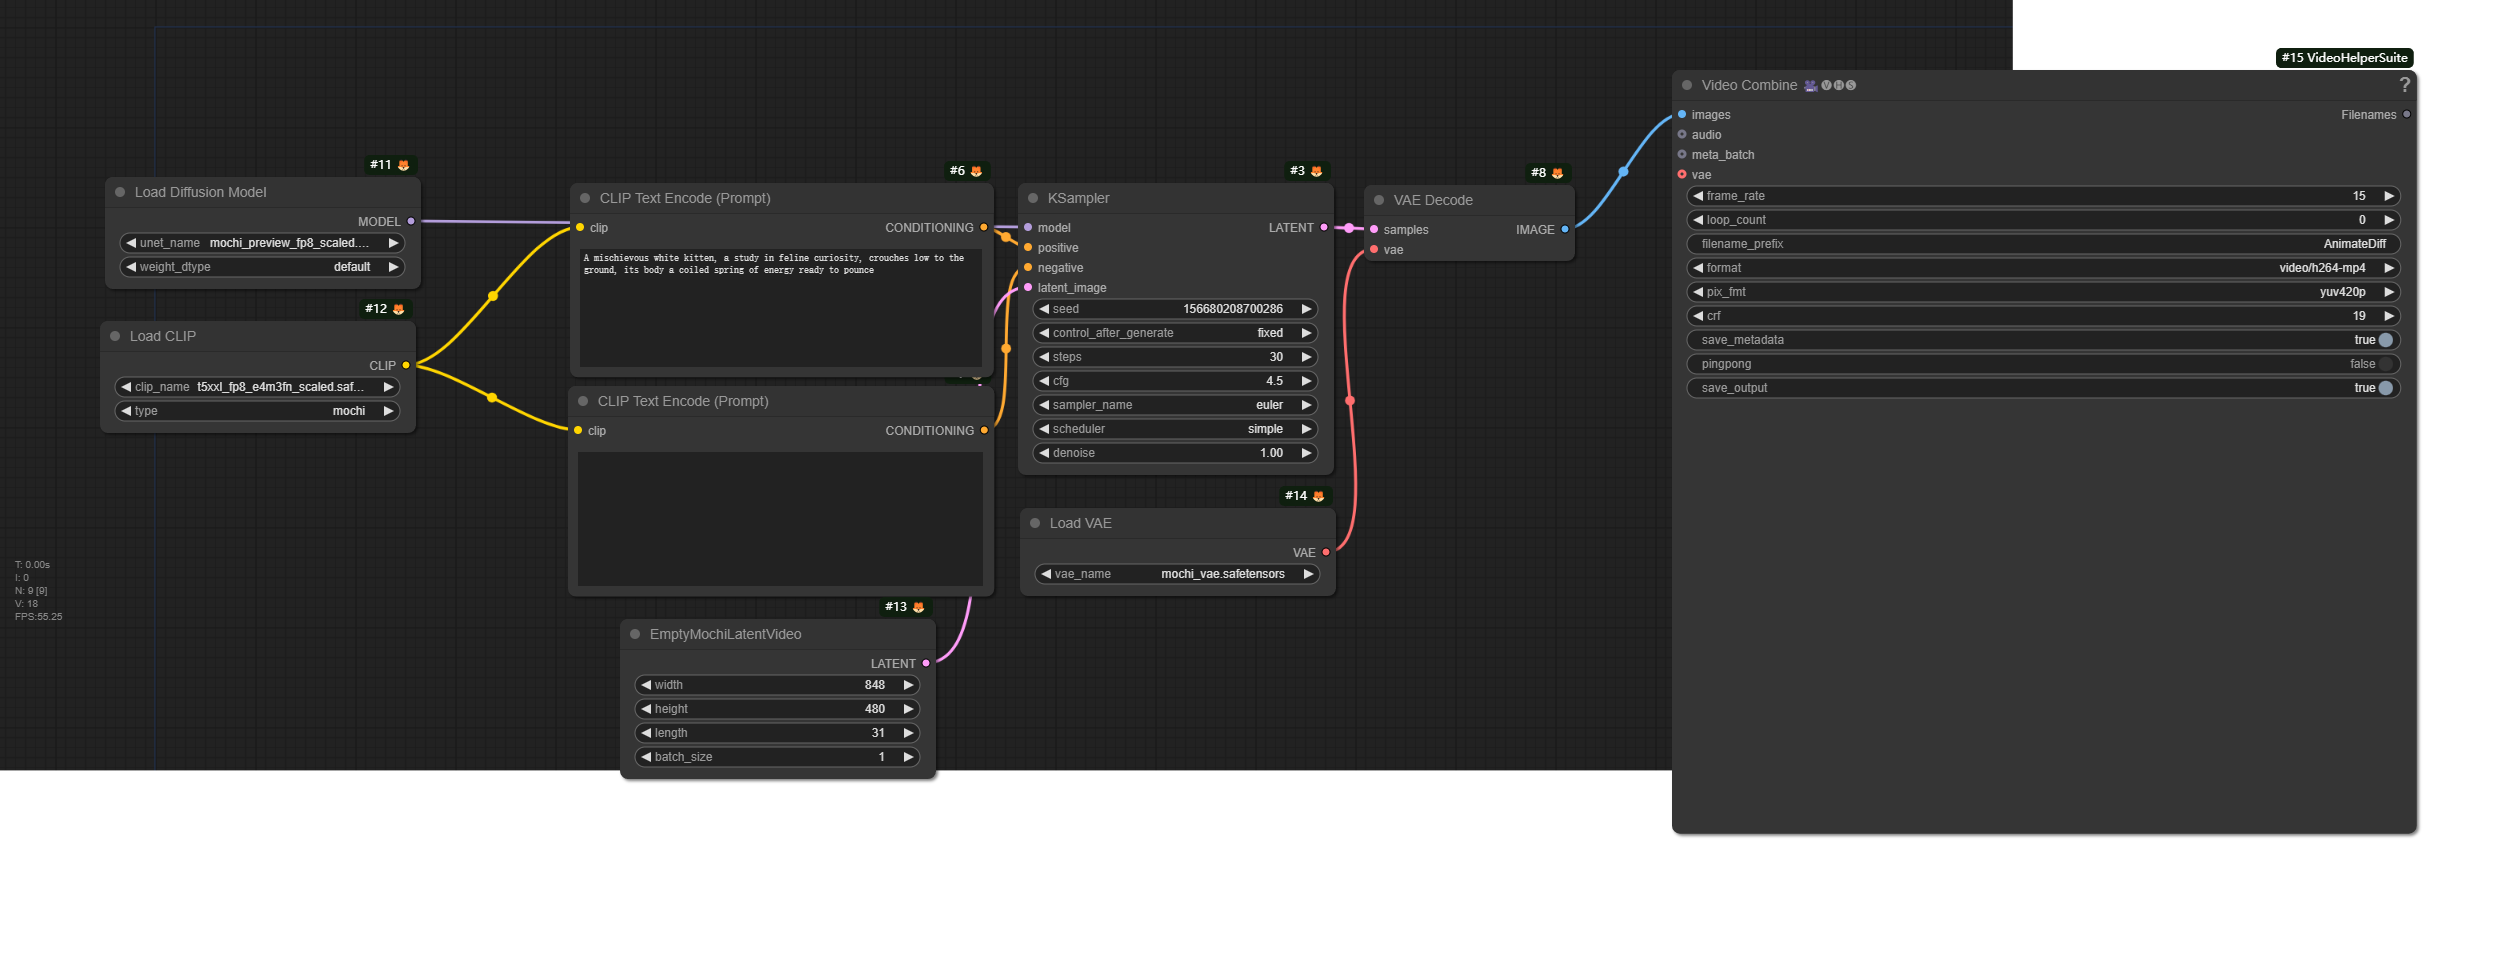 #15 VideoHelperSuite
Video Combine 🎥🅥🅗🅢
?
images
Filenames
audio
meta_batch
vae
frame_rate 15
loop_count 0
filename_prefix AnimateDiff
format video/h264-mp4
pix_fmt yuv420p
crf 19
save_metadata true
pingpong false
save_output true
#11
Load Diffusion Model
MODEL
unet_name mochi_preview_fp8_scaled....
weight_dtype default
#12
Load CLIP
CLIP
clip_name t5xxl_fp8_e4m3fn_scaled.saf...
type mochi
#6
CLIP Text Encode (Prompt)
clip CONDITIONING
A mischievous white kitten, a study in feline curiosity, crouches low to the
ground, its body a coiled spring of energy ready to pounce
CLIP Text Encode (Prompt)
clip CONDITIONING
#13
EmptyMochiLatentVideo
LATENT
width 848
height 480
length 31
batch_size 1
#3
KSampler
model LATENT
positive
negative
latent_image
seed 156680208700286
control_after_generate fixed
steps 30
cfg 4.5
sampler_name euler
scheduler simple
denoise 1.00
#14
Load VAE
VAE
vae_name mochi_vae.safetensors
#8
VAE Decode
samples IMAGE
vae
T: 0.00s
I: 0
N: 9 [9]
V: 18
FPS:55.25